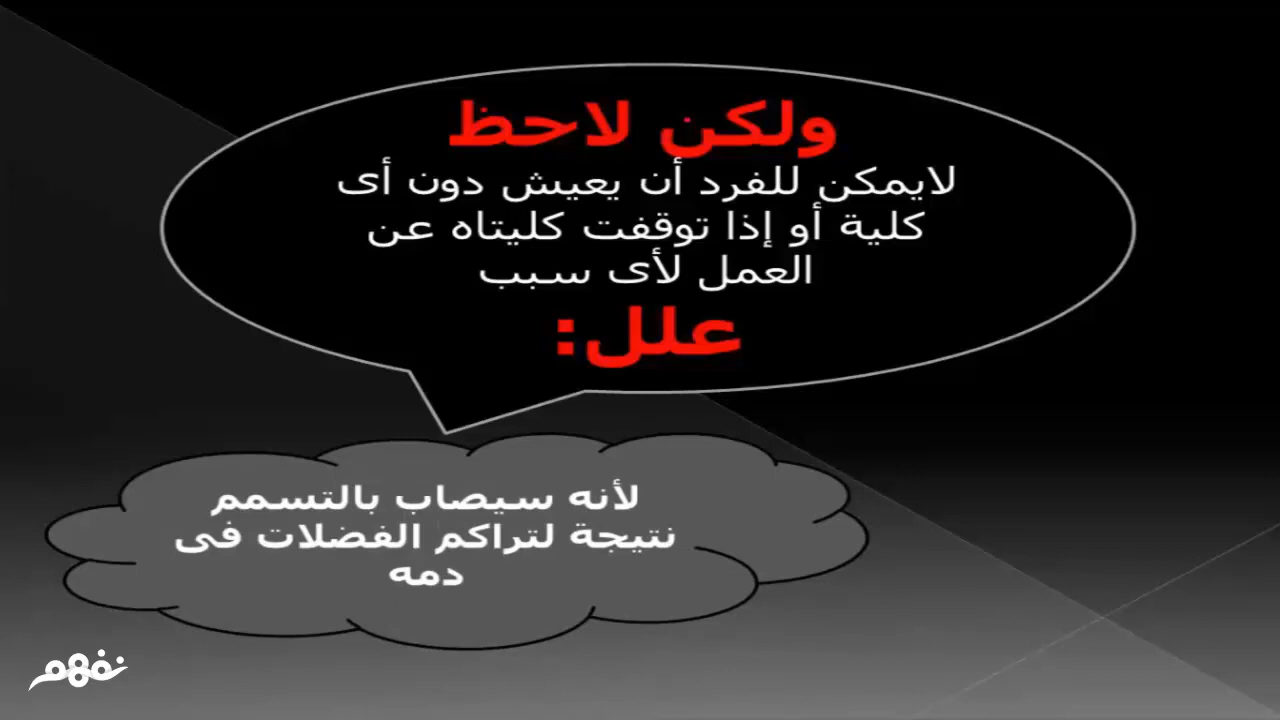 ولكن لاحظ
لايمكن للفرد أن يعيش دون أى
كلية أو إذا توقفت كليتاه عن
العمل لأى سبب
علل:
لأنه سيصاب بالتسمم
نتيجة لتراكم الفضلات فى
دمه
نفهم